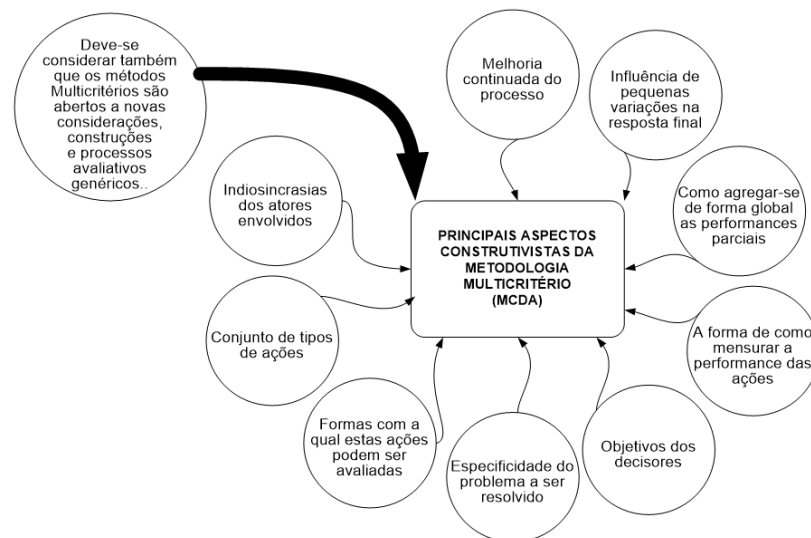 Deve-se
considerar também
que os métodos
Multicritérios são
abertos a novas
considerações,
construções
e processos
avaliativos
genéricos..
Melhoria
continuada do
processo
Influência de
pequenas
variações na
resposta final
Indiosincrasias
dos atores
envolvidos
Como agregar-se
de forma global
as performances
parciais
PRINCIPAIS ASPECTOS
CONSTRUTIVISTAS DA
METODOLOGIA
MULTICRITÉRIO
(MCDA)
Conjunto de tipos
de ações
A forma de como
mensurar a
performance das
ações
Formas com a
qual estas ações
podem ser
avaliadas
Especificidade do
problema a ser
resolvido
Objetivos dos
decisores